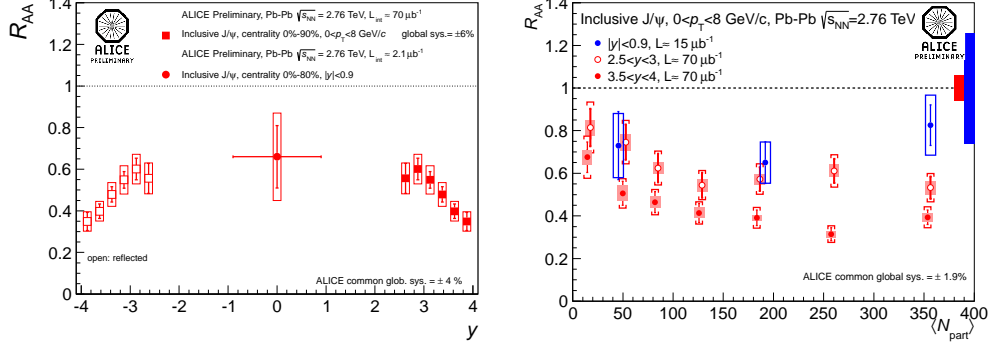 R_AA
ALICE Preliminary, Pb-Pb √s_NN = 2.76 TeV, L_int ≈ 70 μb⁻¹
Inclusive J/ψ, centrality 0%-90%, 0<p_T<8 GeV/c global sys.= ±6%
ALICE Preliminary, Pb-Pb √s_NN = 2.76 TeV, L_int ≈ 2.1 μb⁻¹
Inclusive J/ψ, centrality 0%-80%, |y|<0.9
ALICE
PRELIMINARY
1.4
1.2
1
0.8
0.6
0.4
0.2
0
open: reflected
ALICE common glob. sys. = ± 4 %
-4 -3 -2 -1 0 1 2 3 4
y
R_AA
Inclusive J/ψ, 0<p_T<8 GeV/c, Pb-Pb √s_NN=2.76 TeV
|y|<0.9, L≈ 15 μb⁻¹
2.5<y<3, L≈ 70 μb⁻¹
3.5<y<4, L≈ 70 μb⁻¹
ALICE
PRELIMINARY
1.4
1.2
1
0.8
0.6
0.4
0.2
0
ALICE common global sys. = ± 1.9%
0 50 100 150 200 250 300 350 400
⟨N_part⟩